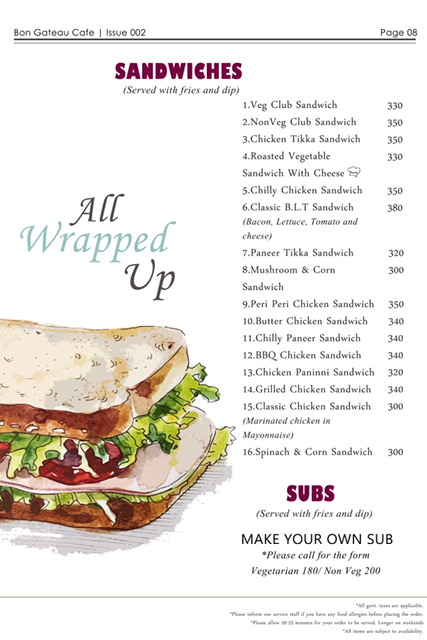 Bon Gateau Cafe | Issue 002 Page 08
SANDWICHES
(Served with fries and dip)
1.Veg Club Sandwich 330
2.NonVeg Club Sandwich 350
3.Chicken Tikka Sandwich 350
4.Roasted Vegetable 330
Sandwich With Cheese
5.Chilly Chicken Sandwich 350
6.Classic B.L.T Sandwich 380
(Bacon, Lettuce, Tomato and
cheese)
7.Paneer Tikka Sandwich 320
8.Mushroom & Corn 300
Sandwich
9.Peri Peri Chicken Sandwich 350
10.Butter Chicken Sandwich 340
11.Chilly Paneer Sandwich 340
12.BBQ Chicken Sandwich 340
13.Chicken Paninni Sandwich 320
14.Grilled Chicken Sandwich 340
15.Classic Chicken Sandwich 300
(Marinated chicken in
Mayonnaise)
16.Spinach & Corn Sandwich 300
All
Wrapped
Up
SUBS
(Served with fries and dip)
MAKE YOUR OWN SUB
*Please call for the form
Vegetarian 180/ Non Veg 200
*All govt. taxes are applicable.
*Please inform our service staff if you have any food allergies before placing the order.
*Please allow 20-25 minutes for your order to be served. Longer on weekends
*All items are subject to availability.